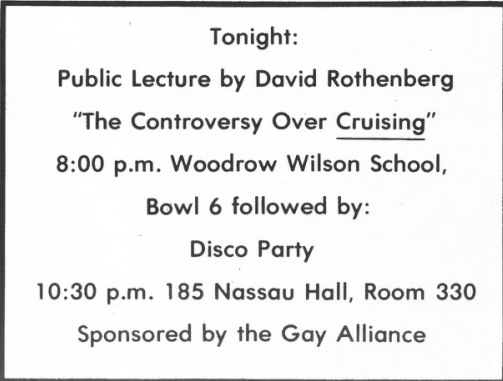 Tonight:
Public Lecture by David Rothenberg
"The Controversy Over Cruising"
8:00 p.m. Woodrow Wilson School,
Bowl 6 followed by:
Disco Party
10:30 p.m. 185 Nassau Hall, Room 330
Sponsored by the Gay Alliance